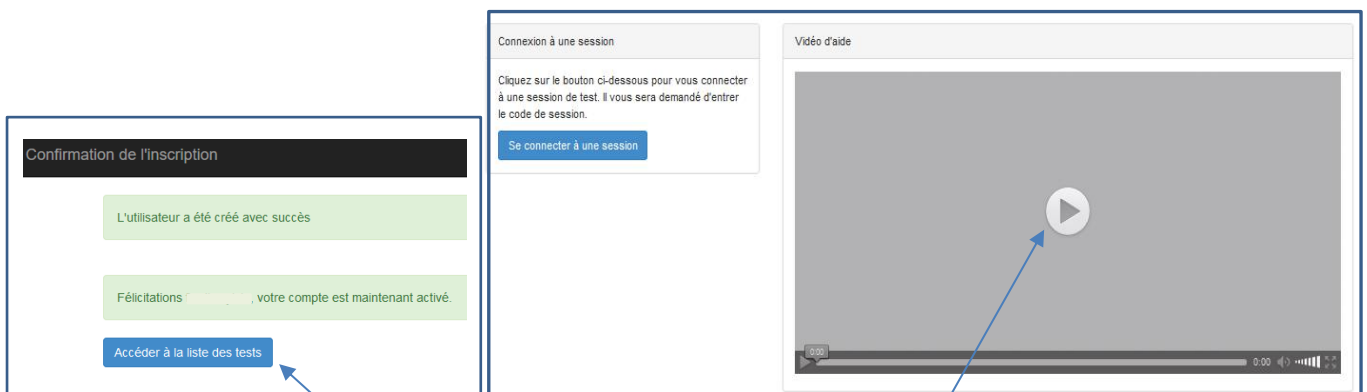 Confirmation de l'inscription
L'utilisateur a été créé avec succès
Félicitations , votre compte est maintenant activé.
Accéder à la liste des tests
Connexion à une session
Cliquez sur le bouton ci-dessous pour vous connecter
à une session de test. Il vous sera demandé d'entrer
le code de session.
Se connecter à une session
Vidéo d'aide
0:00
0:00